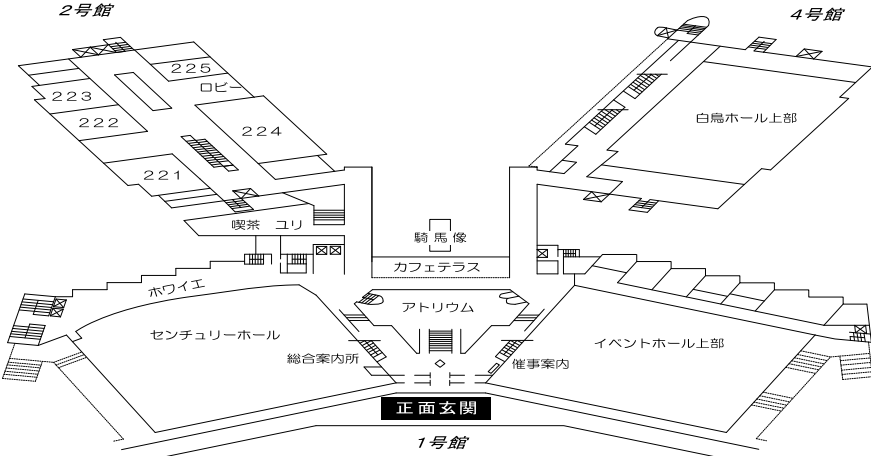 2号館
4号館
225
ロビー
223
222
224
221
白鳥ホール上部
喫茶 ユリ
騎馬像
カフェテラス
ホワイエ
アトリウム
センチュリーホール
イベントホール上部
総合案内所
催事案内
正面玄関
1号館